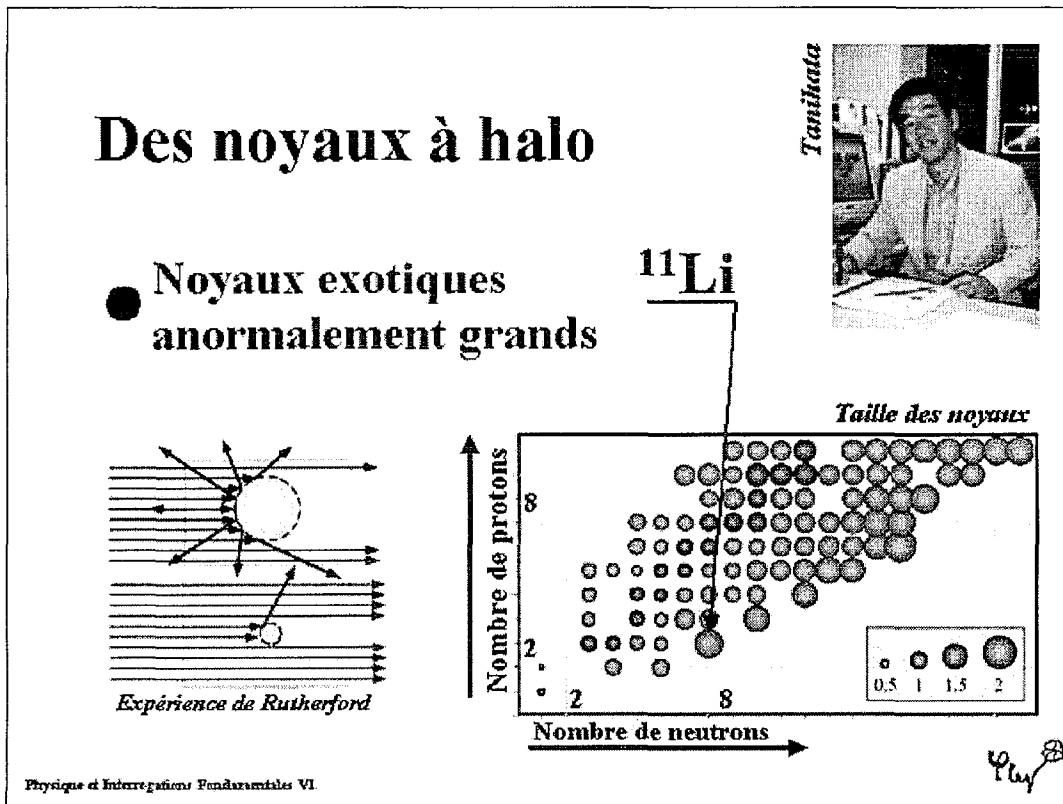 Des noyaux à halo
Tanihata
Noyaux exotiques
anormalement grands
¹¹Li
Taille des noyaux
Nombre de protons
8
2
2
8
0.5 1 1.5 2
Nombre de neutrons
Expérience de Rutherford
Physique et Interrogations Fondamentales VI